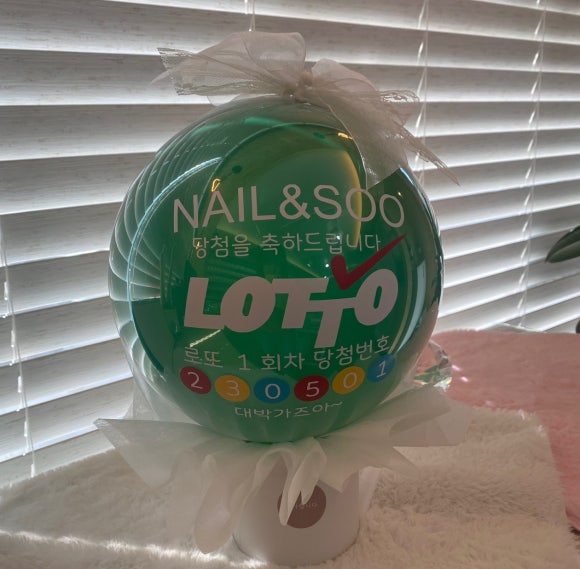 NAIL&SOO
당첨을 축하드립니다
LOTTO
로또 1 회차 당첨번호
2 3 0 5 0 1
대박가즈아~